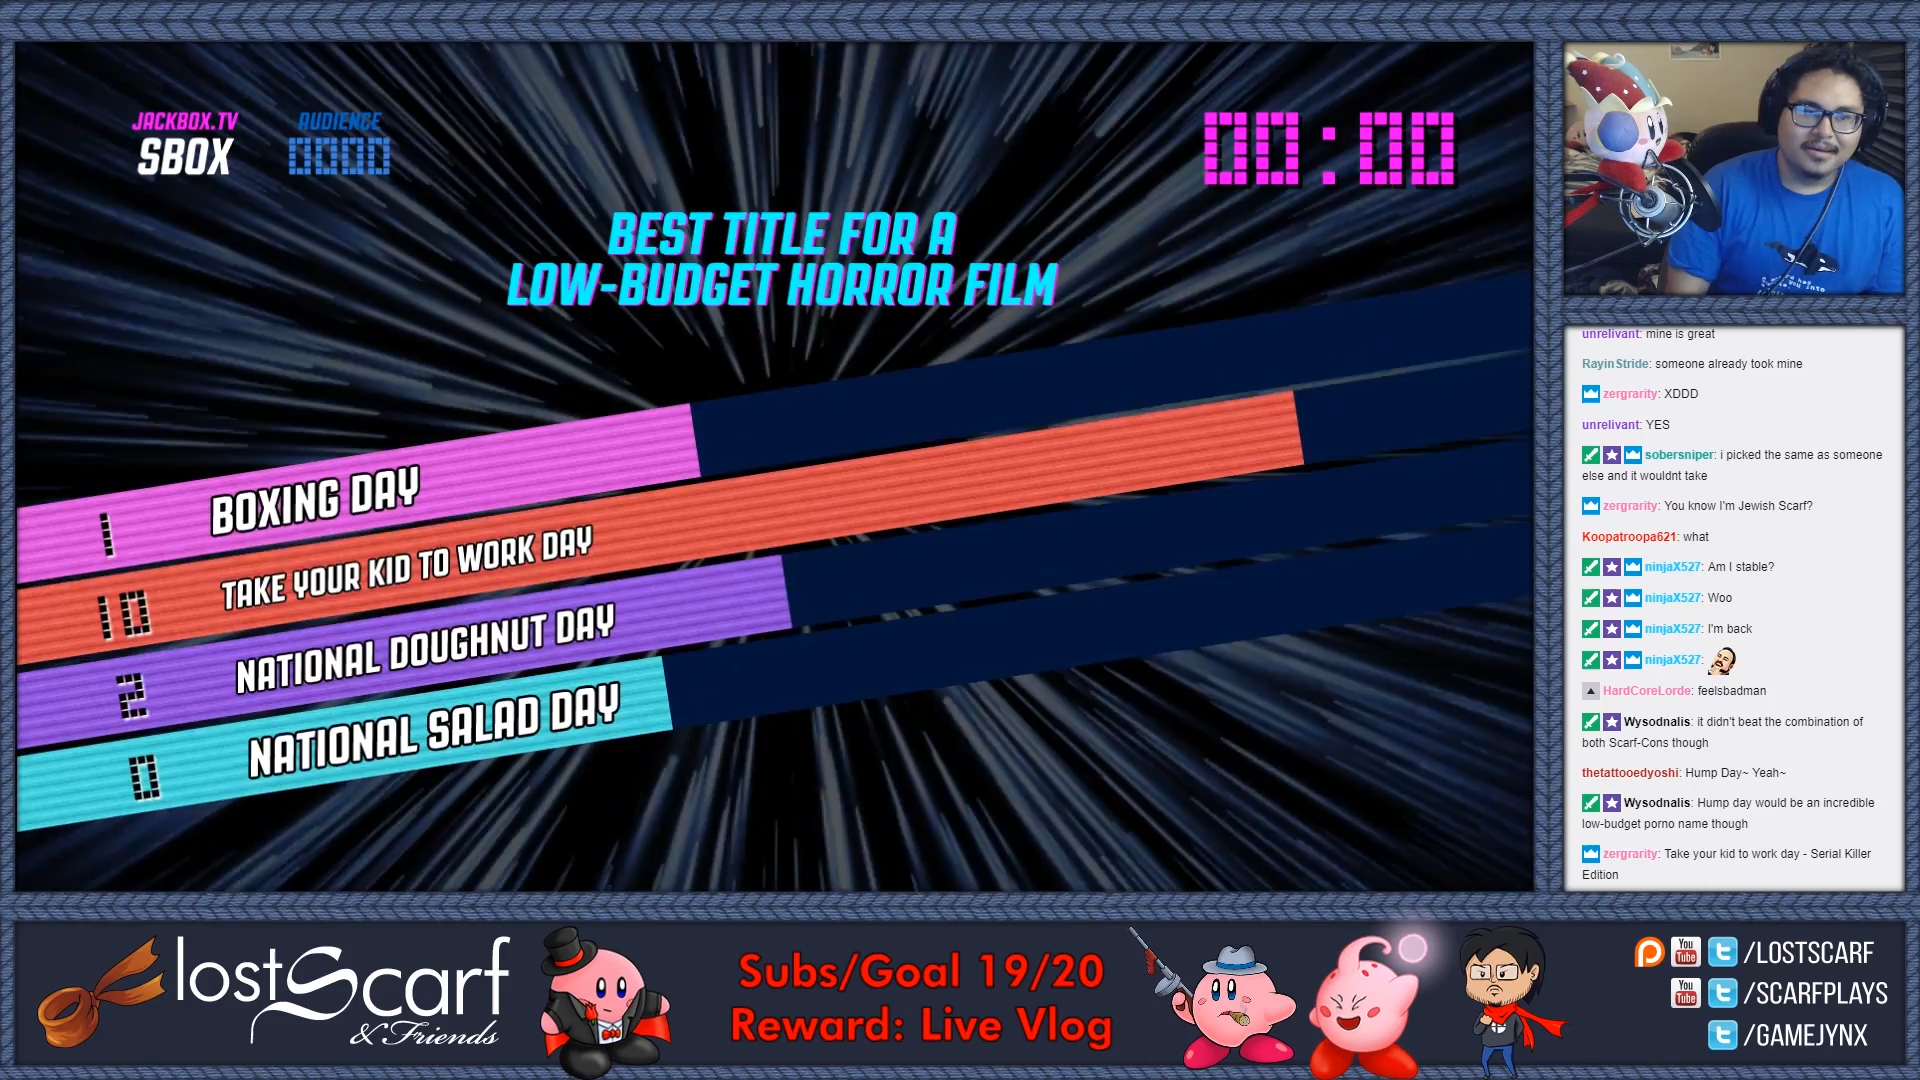 JACKBOX.TV
SBOX
AUDIENCE
0000
00:00
BEST TITLE FOR A
LOW-BUDGET HORROR FILM
1 BOXING DAY
10 TAKE YOUR KID TO WORK DAY
2 NATIONAL DOUGHNUT DAY
0 NATIONAL SALAD DAY
unrelivant: mine is great
RayinStride: someone already took mine
zergrarity: XDDD
unrelivant: YES
sobersniper: i picked the same as someone
else and it wouldnt take
zergrarity: You know I'm Jewish Scarf?
Koopatroopa621: what
ninjaX527: Am I stable?
ninjaX527: Woo
ninjaX527: I'm back
ninjaX527:
HardCoreLorde: feelsbadman
Wysodnalis: it didn't beat the combination of
both Scarf-Cons though
thetattooedyoshi: Hump Day~ Yeah~
Wysodnalis: Hump day would be an incredible
low-budget porno name though
zergrarity: Take your kid to work day - Serial Killer
Edition
lostScarf
& Friends
Subs/Goal 19/20
Reward: Live Vlog
You Tube /LOSTSCARF
You Tube /SCARFPLAYS
/GAMEJYNX